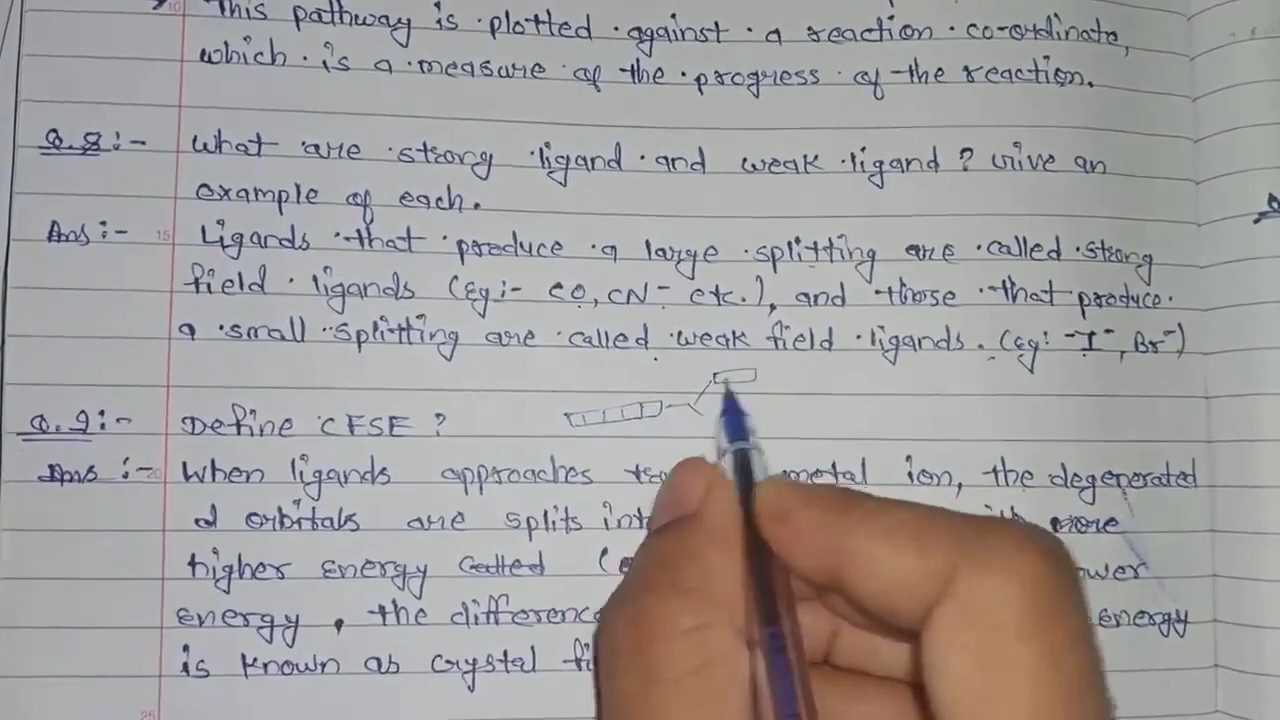 This pathway is plotted against a reaction co-ordinate,
which is a measure of the progress of the reaction.
Q.8:- What are strong ligand and weak ligand? Give an
example of each.
Ans:- Ligands that produce a large splitting are called strong
field ligands (Eg:- CO, CN- etc.), and those that produce
a small splitting are called weak field ligands. (Eg:- I-, Br-)
Q.9:- Define CFSE?
Ans:- When ligands approaches metal ion, the degenerated
d orbitals are splits more
higher energy called
energy, the energy
is known as crystal